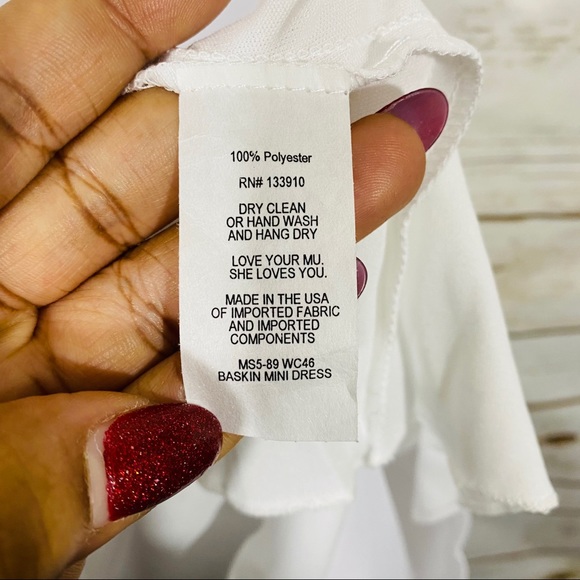 100% Polyester
RN# 133910
DRY CLEAN
OR HAND WASH
AND HANG DRY
LOVE YOUR MU.
SHE LOVES YOU.
MADE IN THE USA
OF IMPORTED FABRIC
AND IMPORTED
COMPONENTS
MS5-89 WC46
BASKIN MINI DRESS